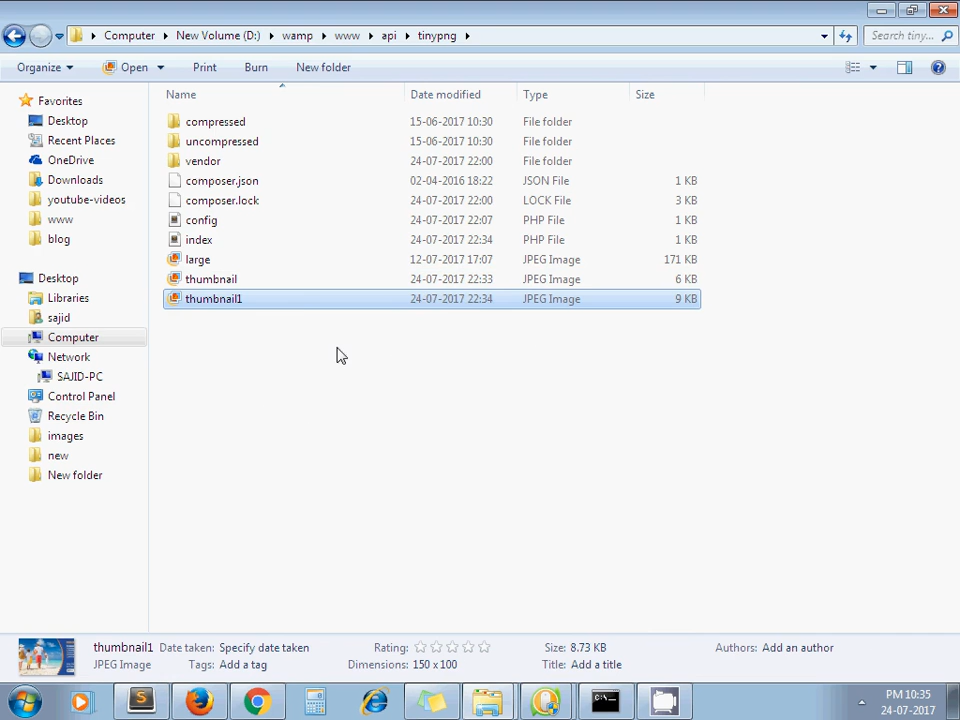 Computer New Volume (D:) wamp www api tinypng
Search tiny...
Organize Open Print Burn New folder
Name Date modified Type Size
compressed 15-06-2017 10:30 File folder
uncompressed 15-06-2017 10:30 File folder
vendor 24-07-2017 22:00 File folder
composer.json 02-04-2016 18:22 JSON File 1 KB
composer.lock 24-07-2017 22:00 LOCK File 3 KB
config 24-07-2017 22:07 PHP File 1 KB
index 24-07-2017 22:34 PHP File 1 KB
large 12-07-2017 17:07 JPEG Image 171 KB
thumbnail 24-07-2017 22:33 JPEG Image 6 KB
thumbnail1 24-07-2017 22:34 JPEG Image 9 KB
Favorites
Desktop
Recent Places
OneDrive
Downloads
youtube-videos
www
blog
Desktop
Libraries
sajid
Computer
Network
SAJID-PC
Control Panel
Recycle Bin
images
new
New folder
thumbnail1 Date taken: Specify date taken Rating: Size: 8.73 KB Authors: Add an author
JPEG Image Tags: Add a tag Dimensions: 150 x 100 Title: Add a title
PM 10:35
24-07-2017